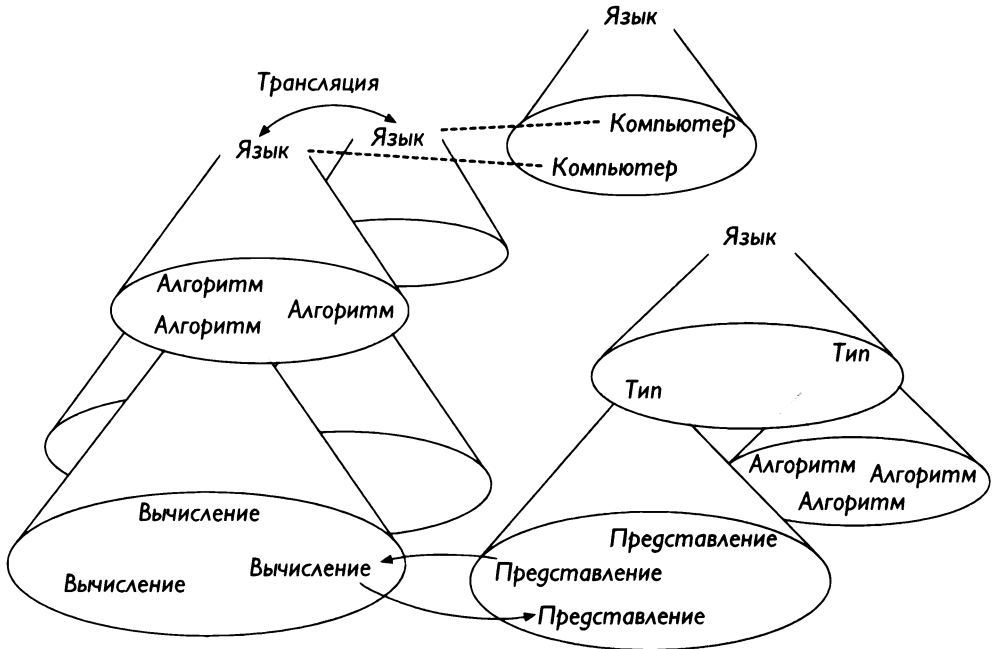 Язык
Трансляция
Язык
Компьютер
Язык
Компьютер
Язык
Алгоритм
Алгоритм
Алгоритм
Тип
Тип
Алгоритм
Алгоритм
Алгоритм
Вычисление
Представление
Вычисление
Представление
Вычисление
Представление